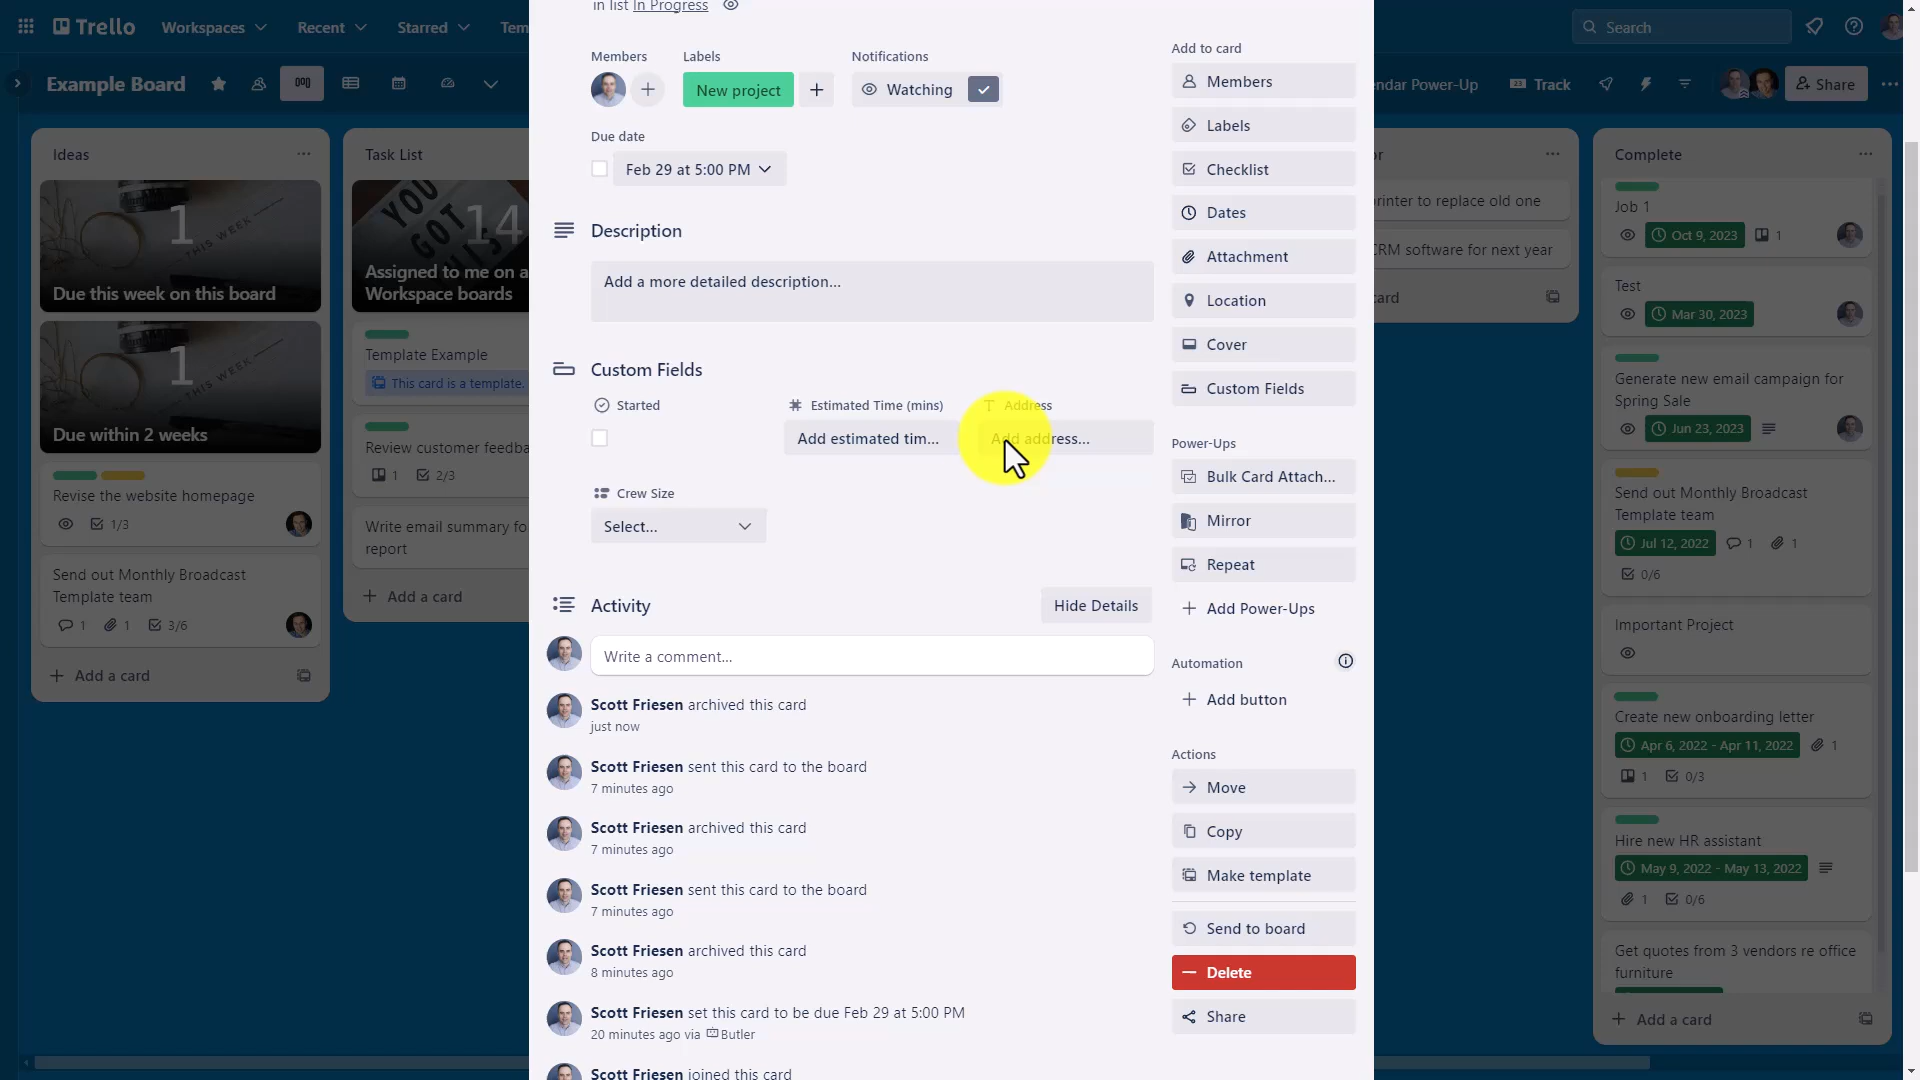 in list In Progress
Trello
Workspaces
Recent
Starred
Tem
Search
Example Board
endar Power-Up
Track
Share
Members
Labels
Notifications
New project
Watching
Due date
Feb 29 at 5:00 PM
Description
Add a more detailed description...
Custom Fields
Started
Estimated Time (mins)
Address
Add estimated tim...
Add address...
Crew Size
Select...
Activity
Hide Details
Write a comment...
Scott Friesen archived this card
just now
Scott Friesen sent this card to the board
7 minutes ago
Scott Friesen archived this card
7 minutes ago
Scott Friesen sent this card to the board
7 minutes ago
Scott Friesen archived this card
8 minutes ago
Scott Friesen set this card to be due Feb 29 at 5:00 PM
20 minutes ago via Butler
Scott Friesen joined this card
Add to card
Members
Labels
Checklist
Dates
Attachment
Location
Cover
Custom Fields
Power-Ups
Bulk Card Attach...
Mirror
Repeat
Add Power-Ups
Automation
Add button
Actions
Move
Copy
Make template
Send to board
Delete
Share
Ideas
1
THIS WEEK
Due this week on this board
1
THIS WEEK
Due within 2 weeks
Revise the website homepage
1/3
Send out Monthly Broadcast
Template team
1
1
3/6
Add a card
Task List
YOU
GOT
14
Assigned to me on a
Workspace boards
Template Example
This card is a template.
Review customer feedba
1
2/3
Write email summary fo
report
Add a card
or
rinter to replace old one
CRM software for next year
card
Complete
Job 1
Oct 9, 2023
1
Test
Mar 30, 2023
Generate new email campaign for
Spring Sale
Jun 23, 2023
Send out Monthly Broadcast
Template team
Jul 12, 2022
1
1
0/6
Important Project
Create new onboarding letter
Apr 6, 2022 - Apr 11, 2022
1
1
0/3
Hire new HR assistant
May 9, 2022 - May 13, 2022
1
0/6
Get quotes from 3 vendors re office
furniture
Add a card